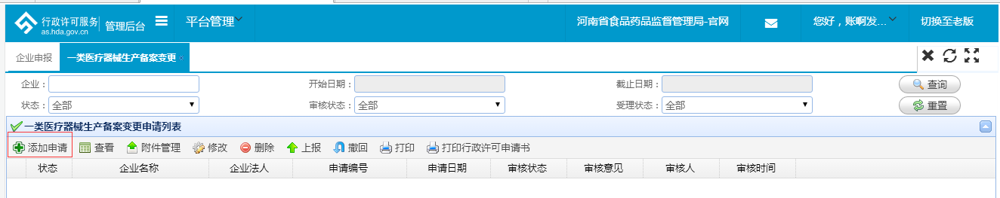 行政许可服务 as.hda.gov.cn 管理后台 平台管理 河南省食品药品监督管理局-官网 您好，账啊发... 切换至老版
企业申报 一类医疗器械生产备案变更
企业： 开始日期： 截止日期： 查询
状态： 全部 审核状态： 全部 受理状态： 全部 重置
一类医疗器械生产备案变更申请列表
添加申请 查看 附件管理 修改 删除 上报 撤回 打印 打印行政许可申请书
状态 企业名称 企业法人 申请编号 申请日期 审核状态 审核意见 审核人 审核时间